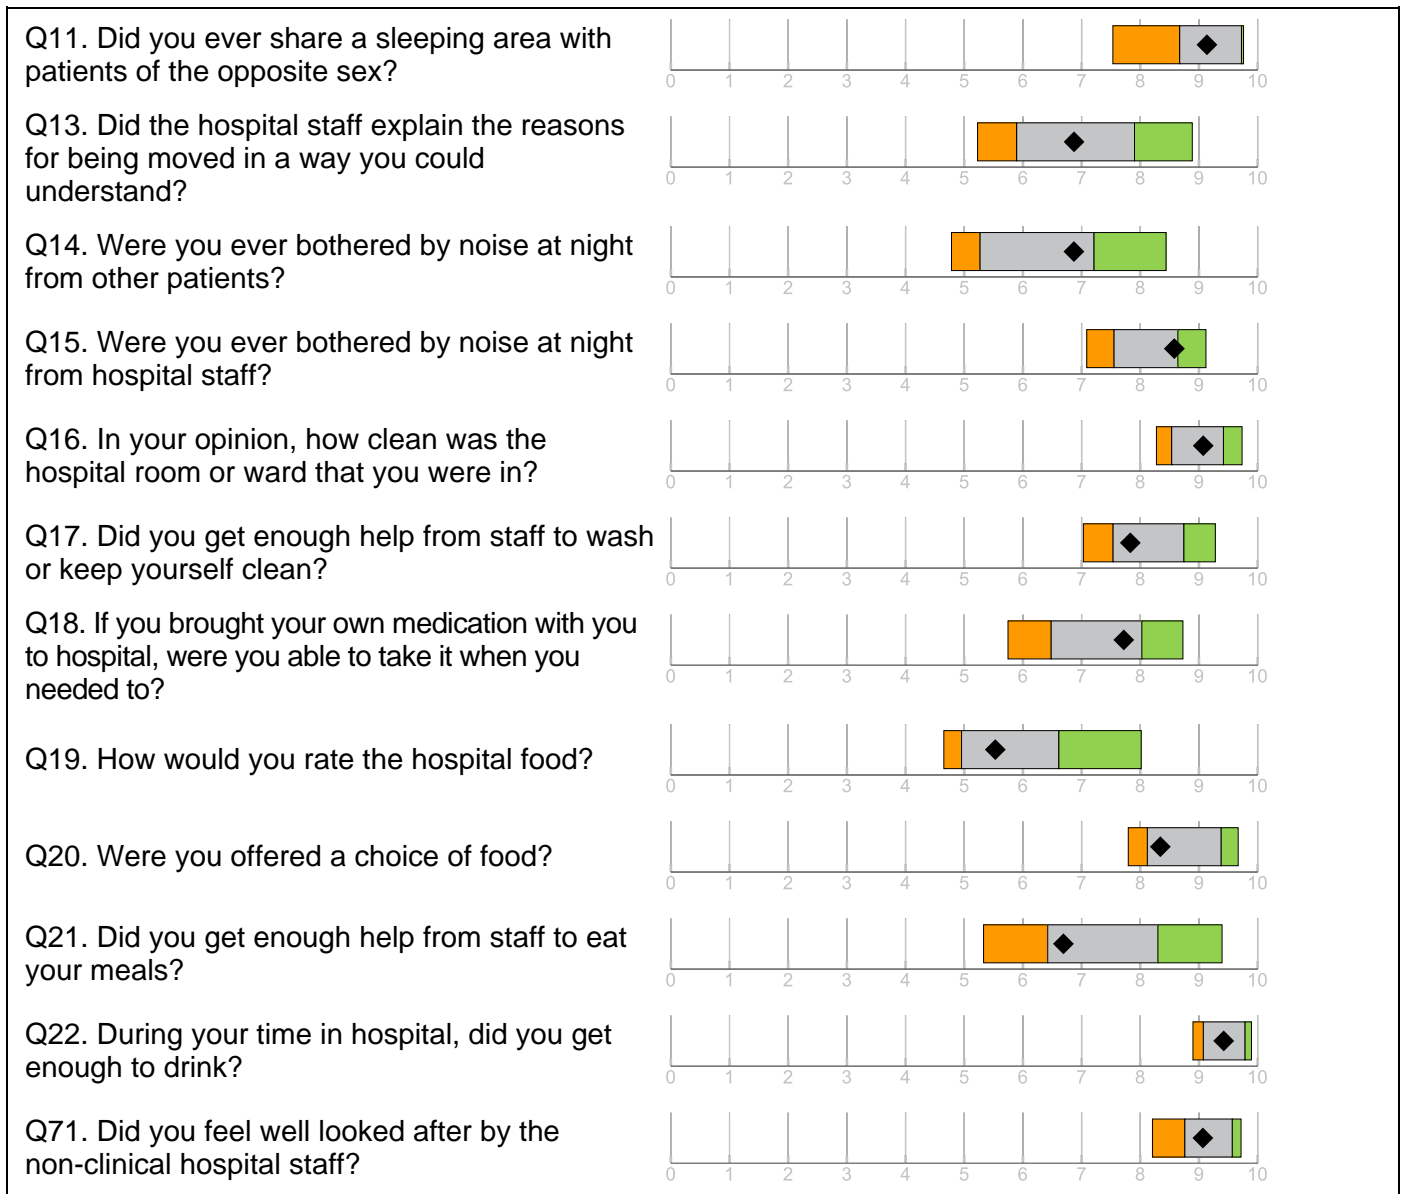 Q11. Did you ever share a sleeping area with
patients of the opposite sex?
0 1 2 3 4 5 6 7 8 9 10
Q13. Did the hospital staff explain the reasons
for being moved in a way you could
understand?
0 1 2 3 4 5 6 7 8 9 10
Q14. Were you ever bothered by noise at night
from other patients?
0 1 2 3 4 5 6 7 8 9 10
Q15. Were you ever bothered by noise at night
from hospital staff?
0 1 2 3 4 5 6 7 8 9 10
Q16. In your opinion, how clean was the
hospital room or ward that you were in?
0 1 2 3 4 5 6 7 8 9 10
Q17. Did you get enough help from staff to wash
or keep yourself clean?
0 1 2 3 4 5 6 7 8 9 10
Q18. If you brought your own medication with you
to hospital, were you able to take it when you
needed to?
0 1 2 3 4 5 6 7 8 9 10
Q19. How would you rate the hospital food?
0 1 2 3 4 5 6 7 8 9 10
Q20. Were you offered a choice of food?
0 1 2 3 4 5 6 7 8 9 10
Q21. Did you get enough help from staff to eat
your meals?
0 1 2 3 4 5 6 7 8 9 10
Q22. During your time in hospital, did you get
enough to drink?
0 1 2 3 4 5 6 7 8 9 10
Q71. Did you feel well looked after by the
non-clinical hospital staff?
0 1 2 3 4 5 6 7 8 9 10